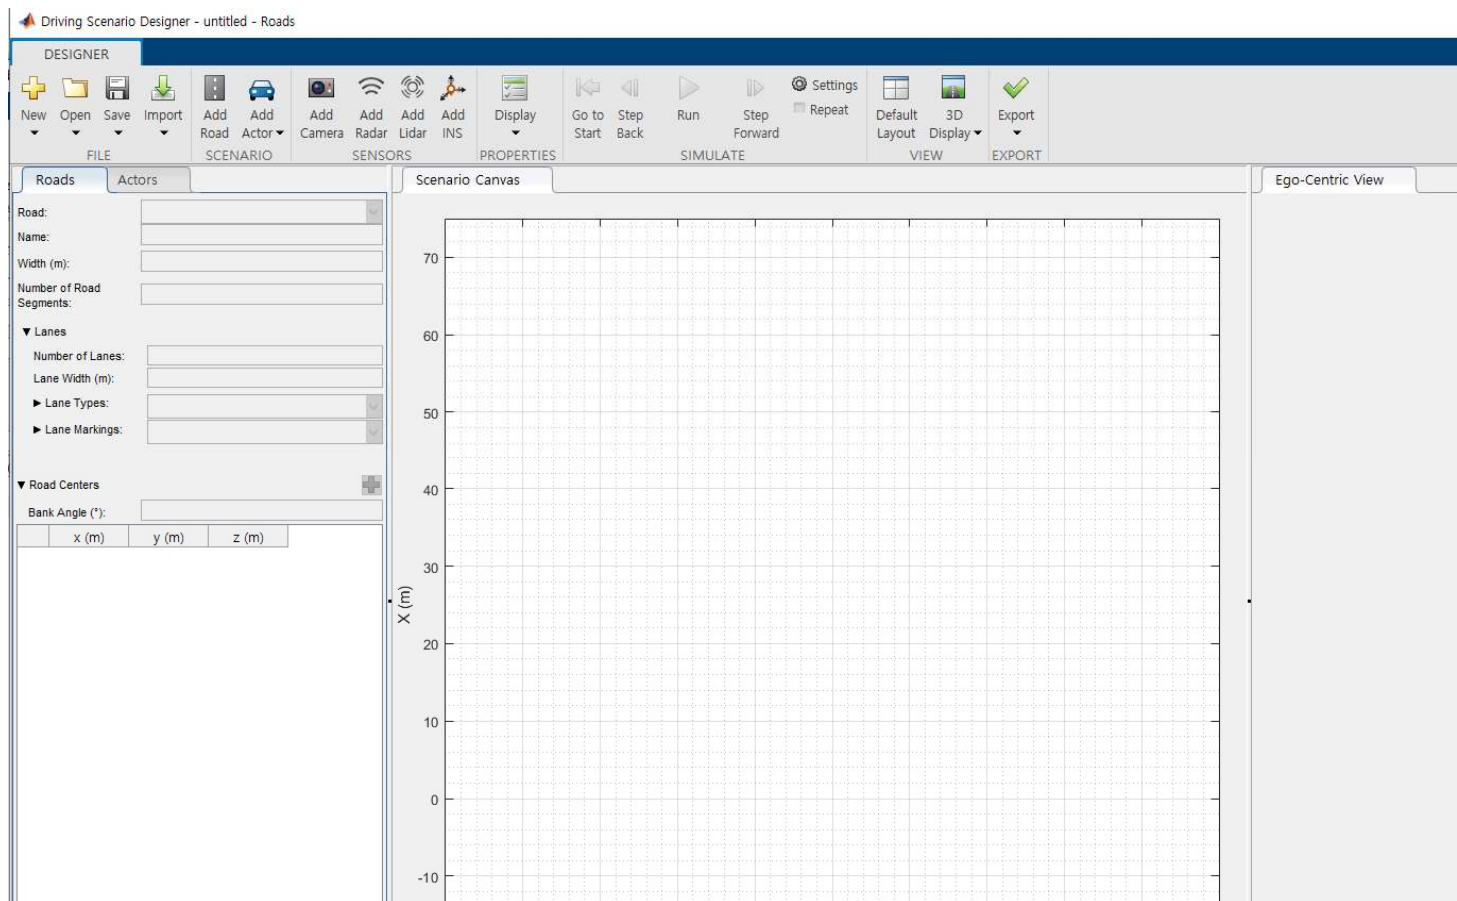 Driving Scenario Designer - untitled - Roads
DESIGNER
New Open Save Import Add Road Add Actor Add Camera Add Radar Add Lidar Add INS Display Go to Start Step Back Run Step Forward Settings Repeat Default Layout 3D Display Export
FILE SCENARIO SENSORS PROPERTIES SIMULATE VIEW EXPORT
Roads Actors
Road:
Name:
Width (m):
Number of Road
Segments:
▼ Lanes
Number of Lanes:
Lane Width (m):
► Lane Types:
► Lane Markings:
▼ Road Centers
Bank Angle (°):
x (m) y (m) z (m)
Scenario Canvas
70
60
50
40
30
20
10
0
-10
X (m)
Ego-Centric View